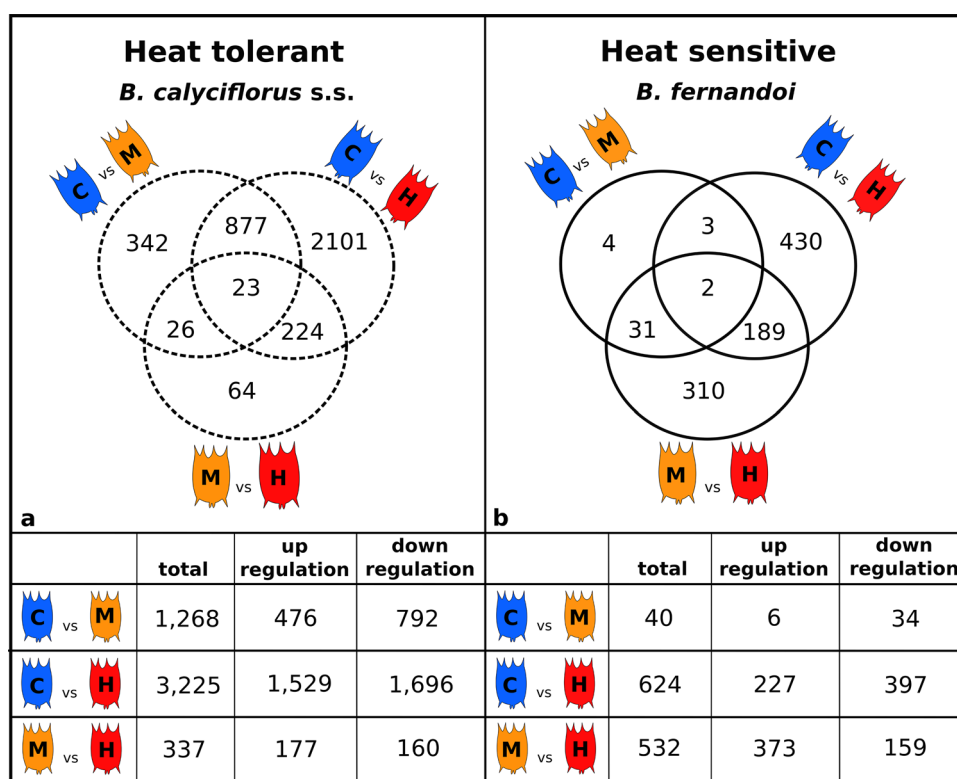 Heat tolerant
B. calyciflorus s.s.
C vs M
C vs H
342
877
2101
23
26
224
64
M vs H
a
Heat sensitive
B. fernandoi
C vs M
C vs H
4
3
430
2
31
189
310
M vs H
b
total up regulation down regulation
C vs M 1,268 476 792
C vs H 3,225 1,529 1,696
M vs H 337 177 160
total up regulation down regulation
C vs M 40 6 34
C vs H 624 227 397
M vs H 532 373 159